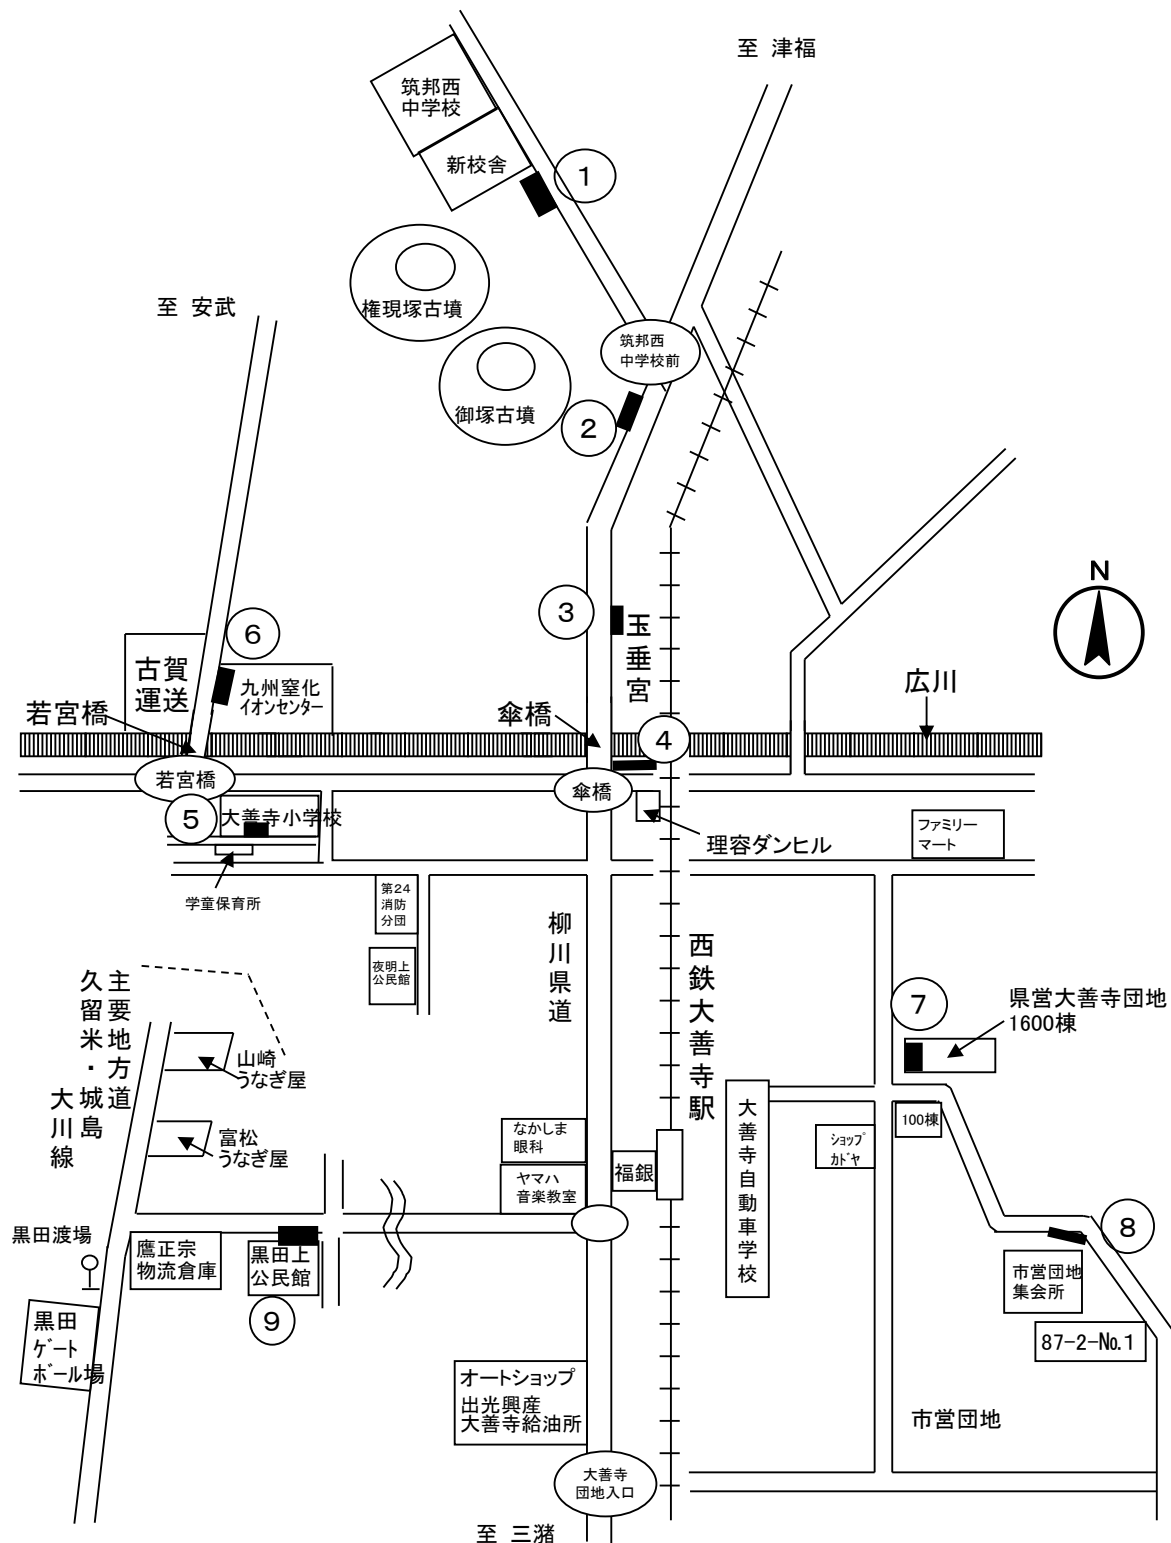 至 津福
筑邦西
中学校
新校舎
①
権現塚古墳
至 安武
筑邦西
中学校前
御塚古墳
②
③
玉垂宮
N
⑥
古賀
運送
九州窒化
イオンセンター
若宮橋
傘橋
④
広川
若宮橋
傘橋
⑤
大善寺小学校
理容ダンヒル
ファミリー
マート
学童保育所
第24
消防
分団
夜明上
公民館
柳川県道
西鉄大善寺駅
⑦
県営大善寺団地
1600棟
主要地方道
久留米・城島
大川線
山崎
うなぎ屋
富松
うなぎ屋
なかしま
眼科
ヤマハ
音楽教室
福銀
大善寺自動車学校
ショップ
カドヤ
100棟
黒田渡場
鷹正宗
物流倉庫
黒田上
公民館
⑨
⑧
市営団地
集会所
87-2-No.1
黒田
ゲート
ボール場
オートショップ
出光興産
大善寺給油所
市営団地
大善寺
団地入口
至 三潴